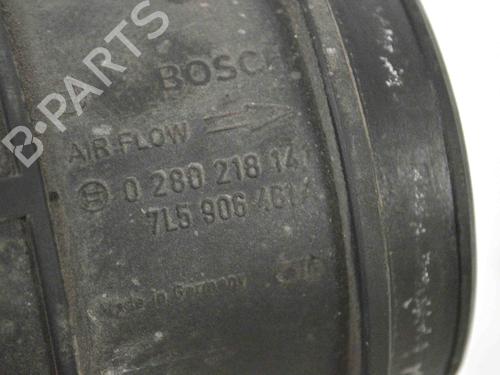 B-PARTS
BOSCH
AIR-FLOW
0 280 218 141
7L5 906 461 A
Made in Germany